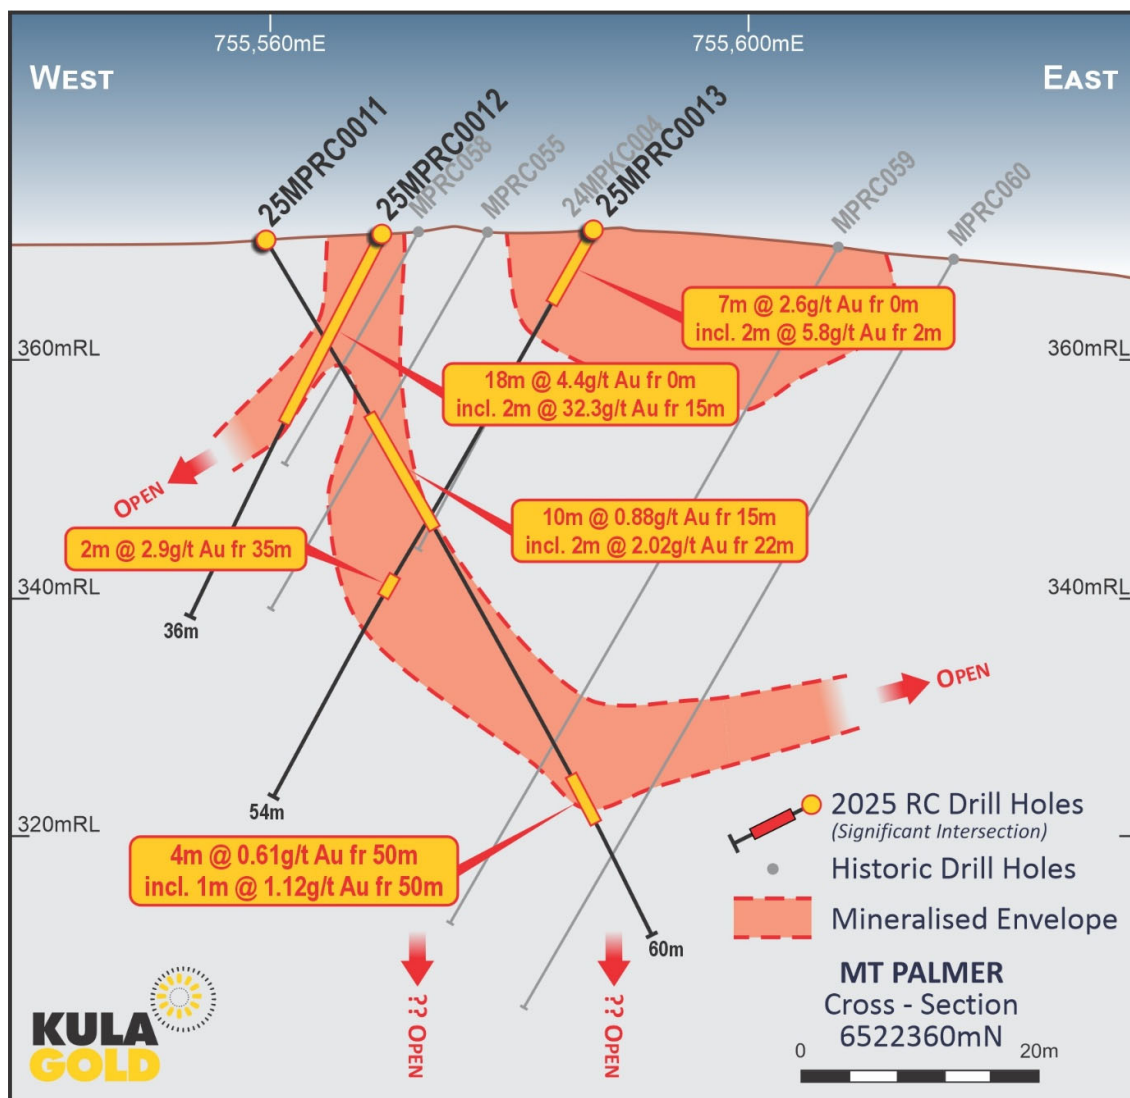 755,560mE
755,600mE
WEST
EAST
25MPRC0011
25MPRC0012
MPRC058
MPRC055
24MPKC004
25MPRC0013
MPRC059
MPRC060
7m @ 2.6g/t Au fr 0m
incl. 2m @ 5.8g/t Au fr 2m
360mRL
360mRL
18m @ 4.4g/t Au fr 0m
incl. 2m @ 32.3g/t Au fr 15m
OPEN
10m @ 0.88g/t Au fr 15m
incl. 2m @ 2.02g/t Au fr 22m
2m @ 2.9g/t Au fr 35m
340mRL
340mRL
36m
OPEN
54m
2025 RC Drill Holes
(Significant Intersection)
320mRL
4m @ 0.61g/t Au fr 50m
incl. 1m @ 1.12g/t Au fr 50m
Historic Drill Holes
Mineralised Envelope
60m
?? OPEN
?? OPEN
MT PALMER
Cross - Section
6522360mN
0
20m
KULA
GOLD